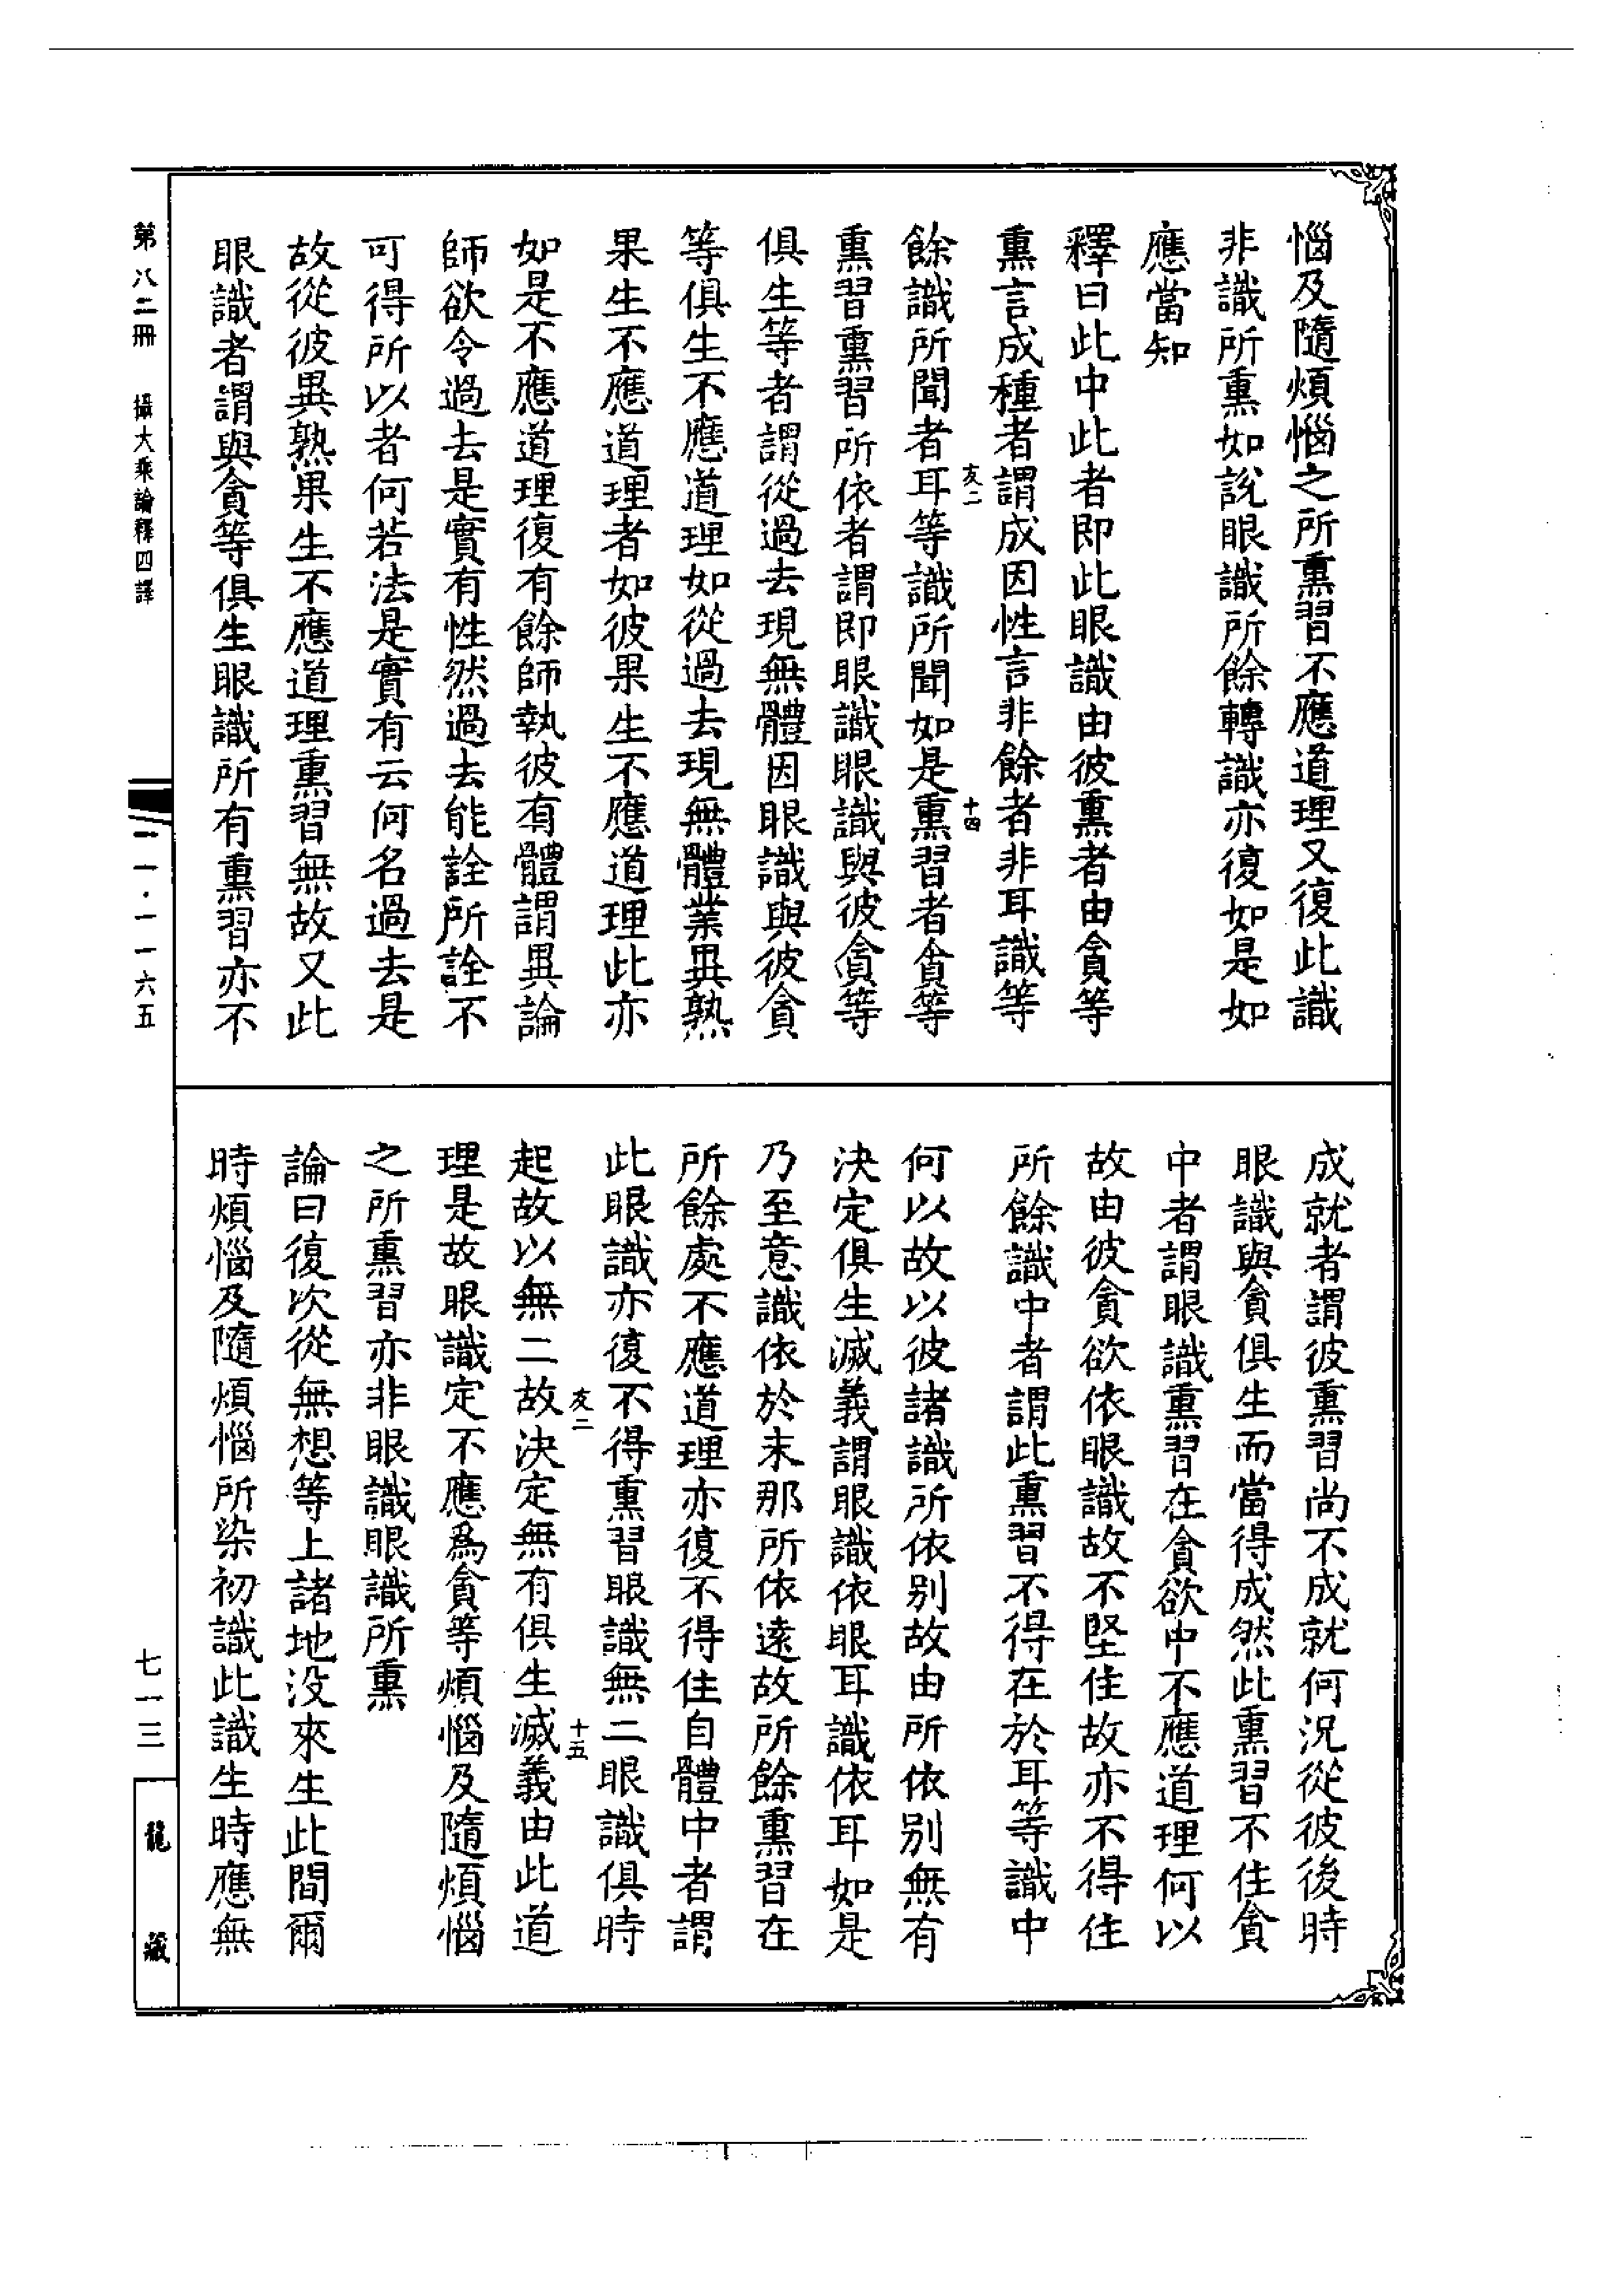 惱及隨煩惱之所熏習不應道理又復此識
非識所熏如說眼識所餘轉識亦復如是如
應當知
釋曰此中此者即此眼識由彼熏者由貪等
熏言成種者謂成因性言非餘者非耳識等
餘識所聞者耳等識所聞如是熏習者貪等
熏習熏習所依者謂即眼識眼識與彼貪等
俱生等者謂從過去現無體因眼識與彼貪
等俱生不應道理如從過去現無體業異熟
果生不應道理者如彼果生不應道理此亦
如是不應道理復有餘師執彼有體謂異論
師欲令過去是實有性然過去能詮所詮不
可得所以者何若法是實有云何名過去是
故從彼異熟果生不應道理熏習無故又此
眼識者謂與貪等俱生眼識所有熏習亦不
友二
十四
成就者謂彼熏習尚不成就何況從彼後時
眼識與貪俱生而當得成然此熏習不住貪
中者謂眼識熏習在貪欲中不應道理何以
故由彼貪欲依眼識故不堅住故亦不得住
所餘識中者謂此熏習不得在於耳等識中
何以故以彼諸識所依別故由所依別無有
決定俱生滅義謂眼識依眼耳識依耳如是
乃至意識依於末那所依遠故所餘熏習在
所餘處不應道理亦復不得住自體中者謂
此眼識亦復不得熏習眼識無二眼識俱時
起故以無二故決定無有俱生滅義由此道
理是故眼識定不應爲貪等煩惱及隨煩惱
之所熏習亦非眼識眼識所熏
論曰復次從無想等上諸地没來生此間爾
時煩惱及隨煩惱所染初識此識生時應無
友二
十五
第八二冊 攝大乘論釋四譯
二一·一一六五
七一三
龍藏